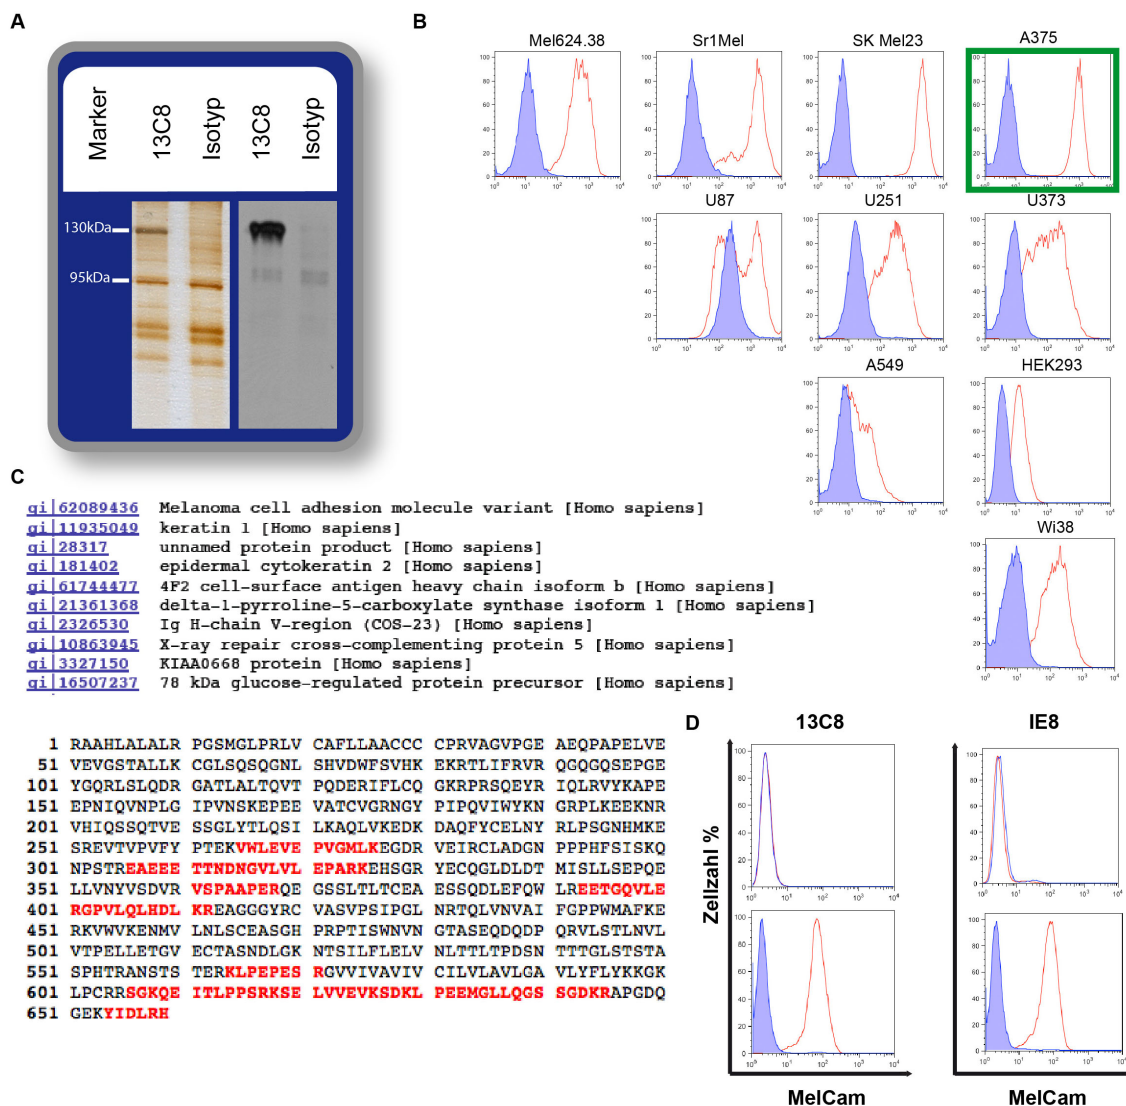 A
Marker
13C8
Isotyp
13C8
Isotyp
130kDa
95kDa
B
Mel624.38
Sr1Mel
SK Mel23
A375
U87
U251
U373
A549
HEK293
Wi38
C
gi|62089436 Melanoma cell adhesion molecule variant [Homo sapiens]
gi|11935049 keratin 1 [Homo sapiens]
gi|28317 unnamed protein product [Homo sapiens]
gi|181402 epidermal cytokeratin 2 [Homo sapiens]
gi|61744477 4F2 cell-surface antigen heavy chain isoform b [Homo sapiens]
gi|21361368 delta-1-pyrroline-5-carboxylate synthase isoform 1 [Homo sapiens]
gi|2326530 Ig H-chain V-region (COS-23) [Homo sapiens]
gi|10863945 X-ray repair cross-complementing protein 5 [Homo sapiens]
gi|3327150 KIAA0668 protein [Homo sapiens]
gi|16507237 78 kDa glucose-regulated protein precursor [Homo sapiens]
1 RAAHLALALR PGSMGLPRLV CAFLLAACCC CPRVAGVPGE AEQPAPELVE
51 VEVGSTALLK CGLSQSQGNL SHVDWFSVHK EKRTLIFRVR QGQGQSEPGE
101 YGQRLSLQDR GATLALTQVT PQDERIFLCQ GKRPRSQEYR IQLRVYKAPE
151 EPNIQVNPLG IPVNSKEPEE VATCVGRNGY PIPQVIWYKN GRPLKEEKNR
201 VHIQSSQTVE SSGLYTLQSI LKAQLVKEDK DAQFYCELNY RLPSGNHMKE
251 SREVTVPVFY PTEKVWLEVE PVGMLKEGDR VEIRCLADGN PPPHFSISKQ
301 NPSTREAEEE TTNDNGVLVL EPARKEHSGR YECQGLDLDT MISLLSEPQE
351 LLVNYVSDVR VSPAAPERQE GSSLTLTCEA ESSQDLEFQW LREETGQVLE
401 RGPVLQLHDL KREAGGGYRC VASVPSIPGL NRTQLVNVAI FGPPWMAFKE
451 RKVWVKENMV LNLSCEASGH PRPTISWNVN GTASEQDQDP QRVLSTLNVL
501 VTPELLETGV ECTASNDLGK NTSILFLELV NLTTLTPDSN TTTGLSTSTA
551 SPHTRANSTS TERKLPEPES RGVVIVAVIV CILVLAVLGA VLYFLYKKGK
601 LPCRRSGKQE ITLPPSRKSE LVVEVKSDKL PEEMGLLQGS SGDKRAPGDQ
651 GEKYIDLRH
D
13C8
IE8
Zellzahl %
MelCam
MelCam